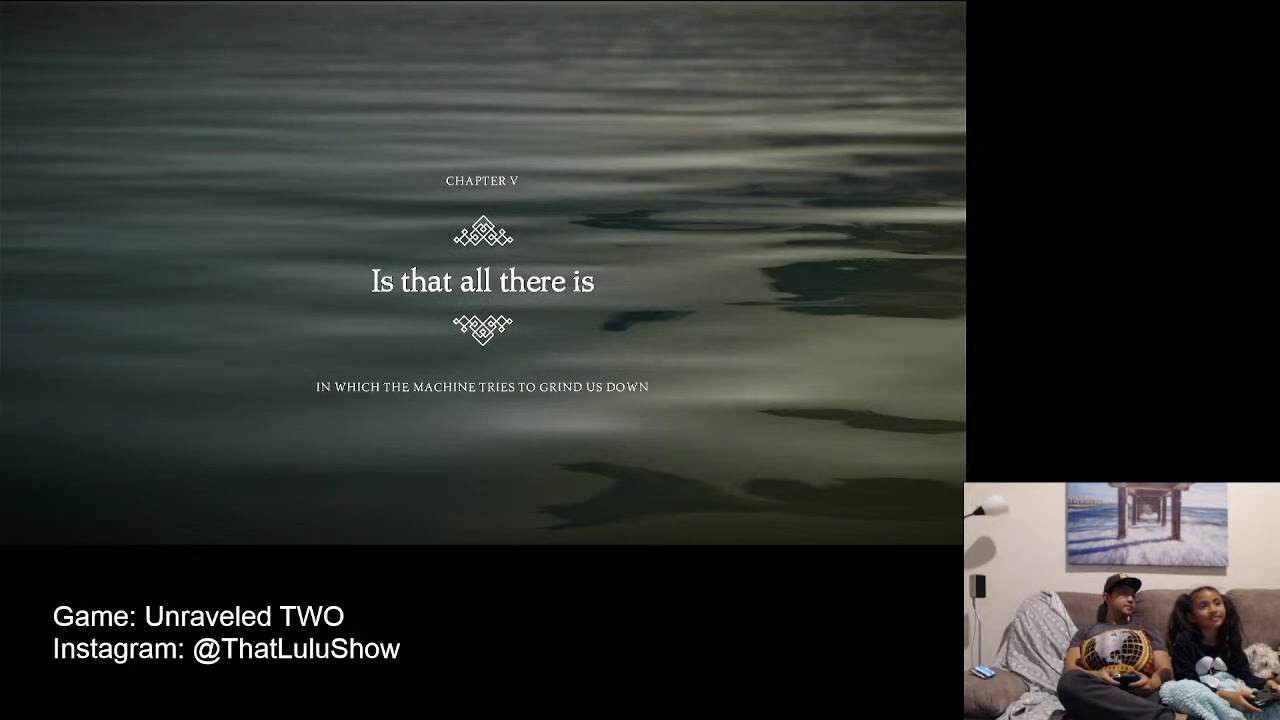 CHAPTER V
Is that all there is
IN WHICH THE MACHINE TRIES TO GRIND US DOWN
Game: Unraveled TWO
Instagram: @ThatLuluShow